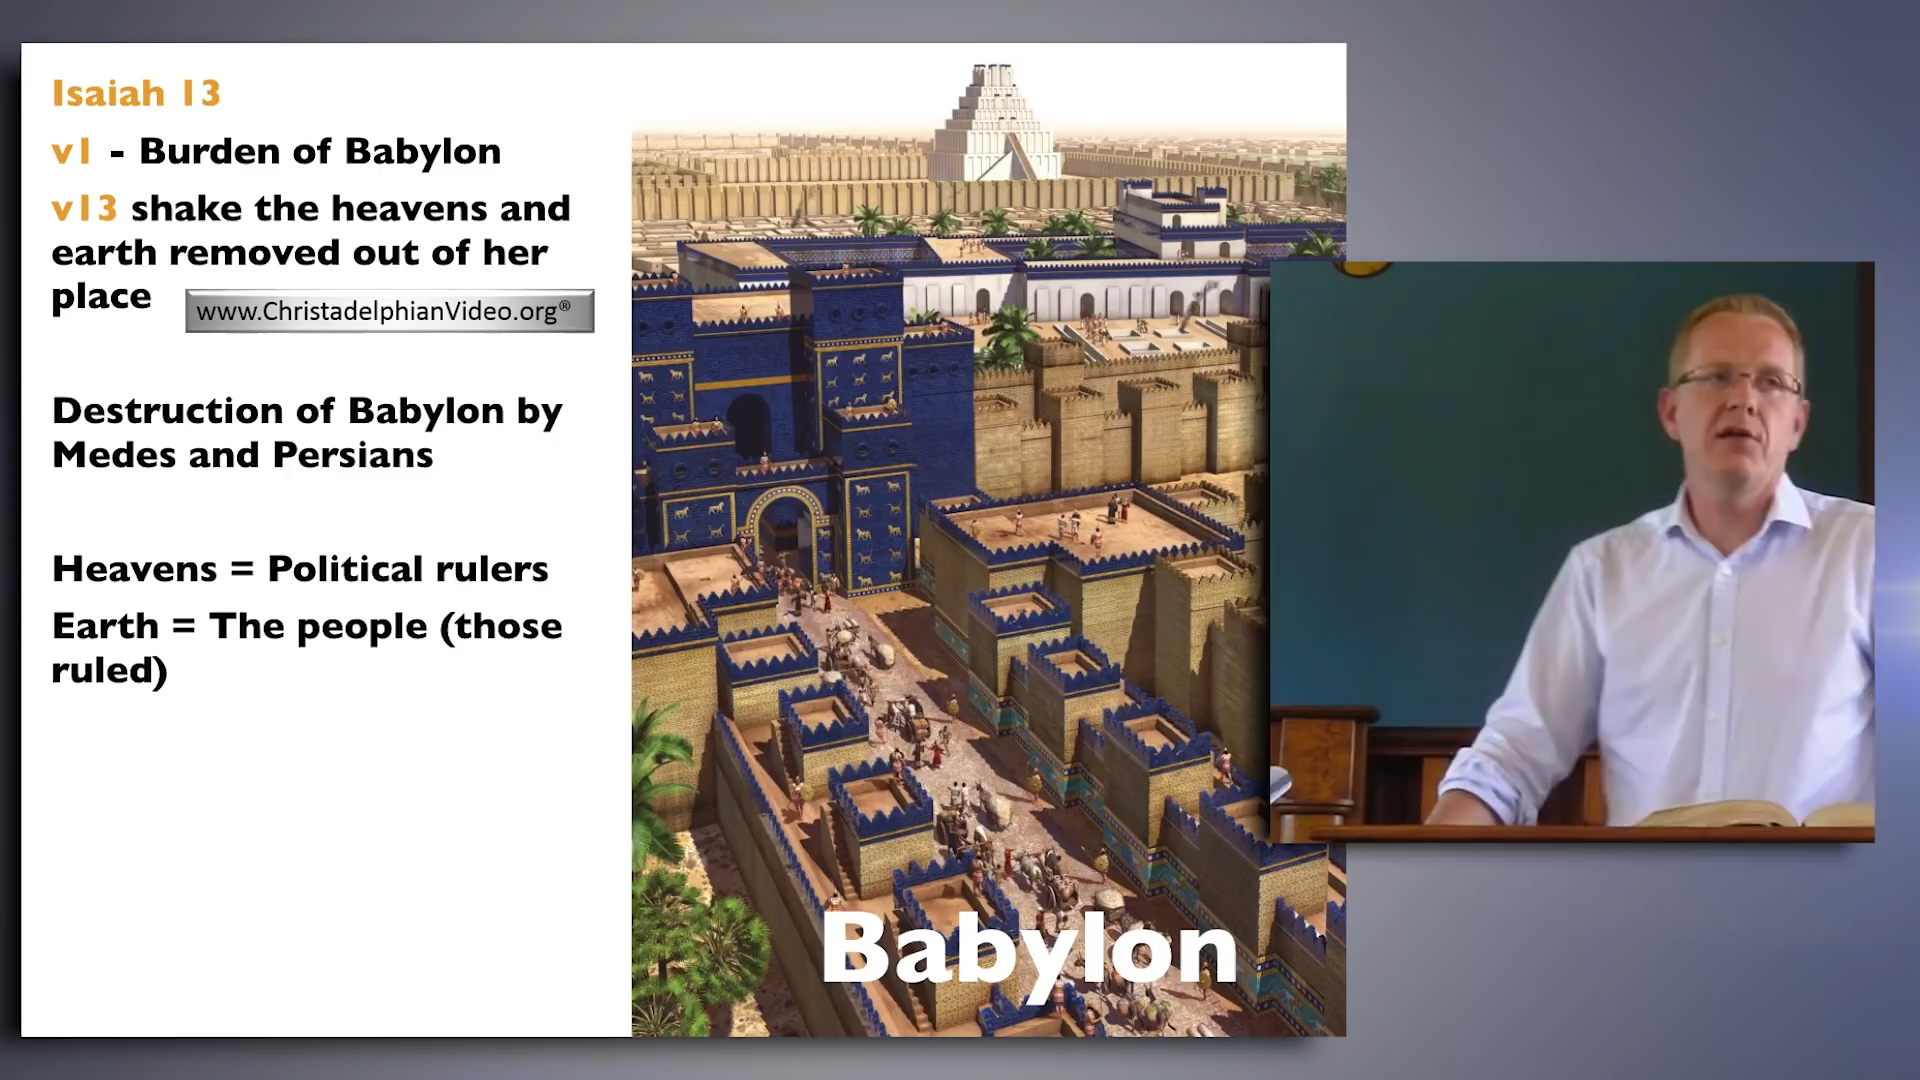 Isaiah 13
v1 - Burden of Babylon
v13 shake the heavens and
earth removed out of her
place
www.ChristadelphianVideo.org®
Destruction of Babylon by
Medes and Persians
Heavens = Political rulers
Earth = The people (those
ruled)
Babylon